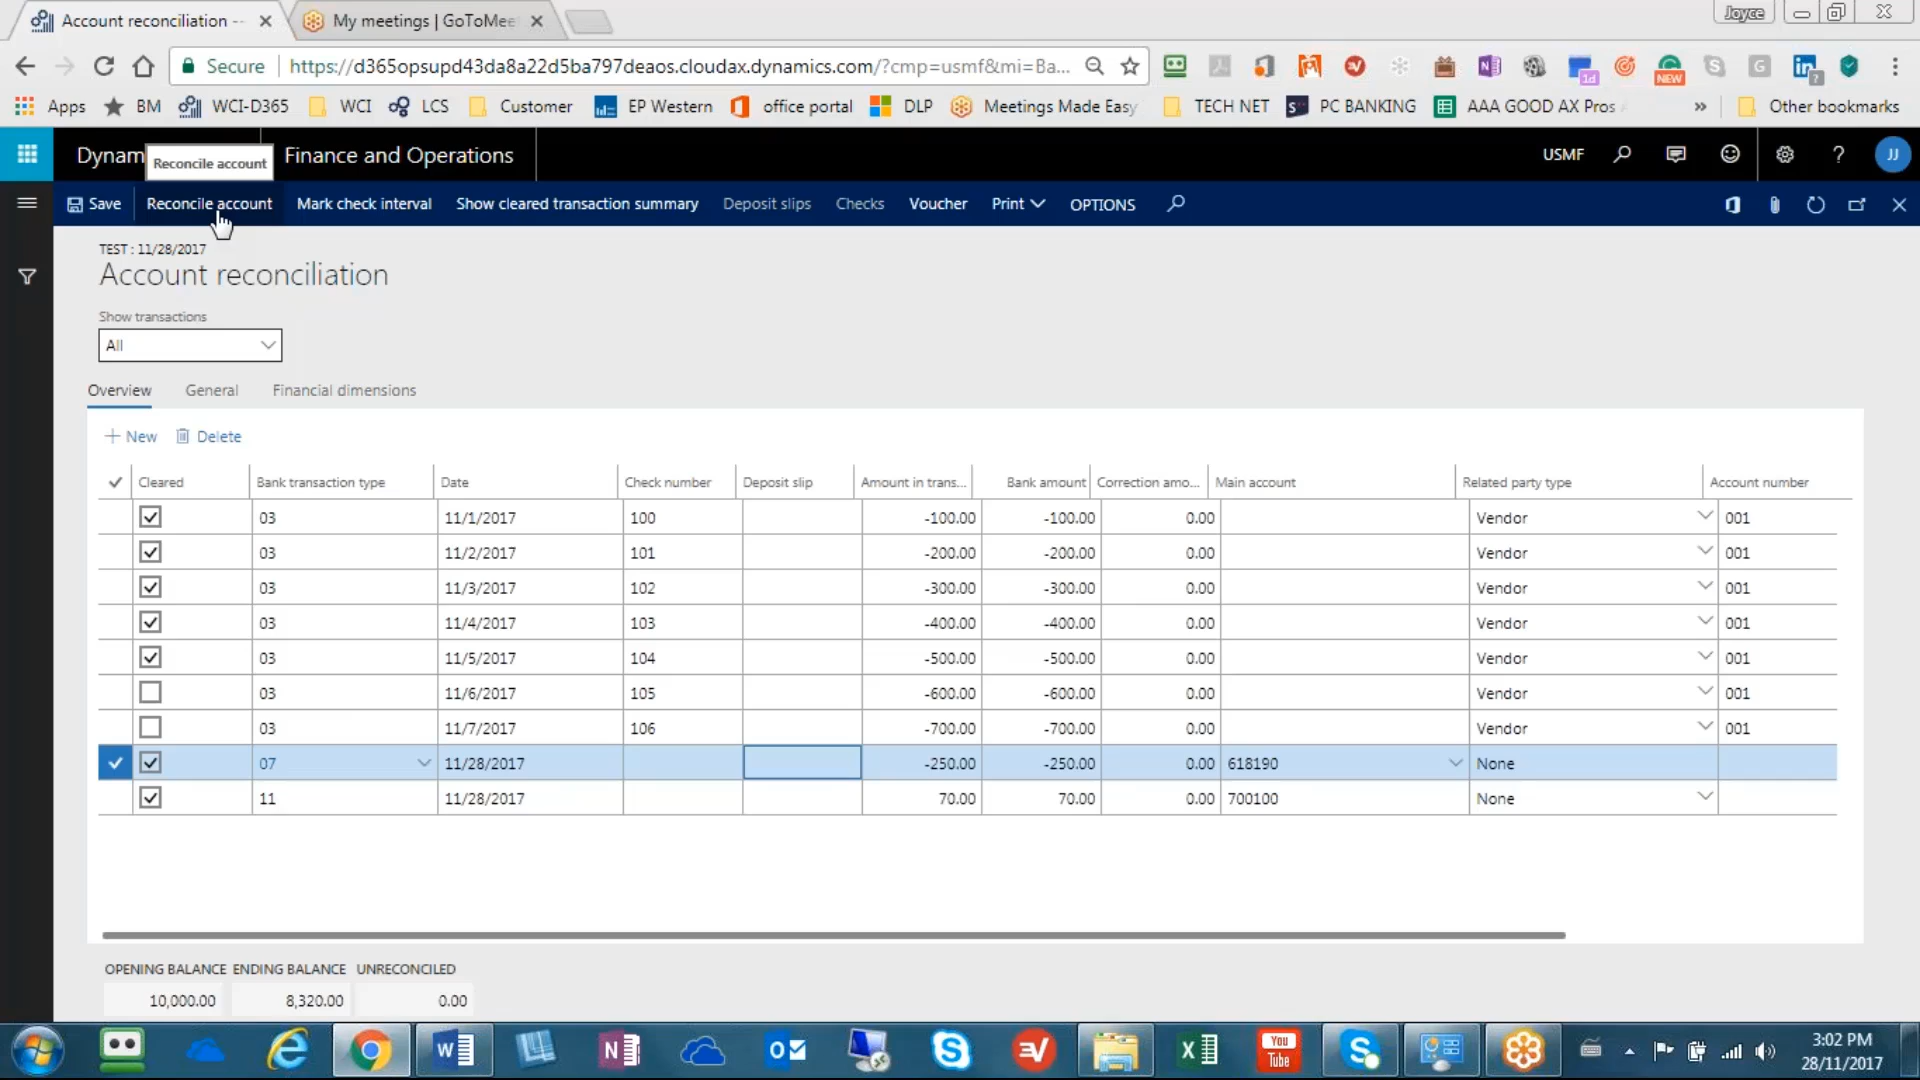 Account reconciliation --
My meetings | GoToMee
Joyce
Secure
https://d365opsupd43da8a22d5ba797deaos.cloudax.dynamics.com/?cmp=usmf&mi=Ba...
1d
NEW
Apps
BM
WCI-D365
WCI
LCS
Customer
EP Western
office portal
DLP
Meetings Made Easy
TECH NET
PC BANKING
AAA GOOD AX Pros
»
Other bookmarks
Dynam
Reconcile account
Finance and Operations
USMF
?
JJ
Save
Reconcile account
Mark check interval
Show cleared transaction summary
Deposit slips
Checks
Voucher
Print
OPTIONS
TEST : 11/28/2017
Account reconciliation
Show transactions
All
Overview
General
Financial dimensions
+ New
Delete
Cleared Bank transaction type Date Check number Deposit slip Amount in trans... Bank amount Correction amo... Main account Related party type Account number
03 11/1/2017 100 -100.00 -100.00 0.00 Vendor 001
03 11/2/2017 101 -200.00 -200.00 0.00 Vendor 001
03 11/3/2017 102 -300.00 -300.00 0.00 Vendor 001
03 11/4/2017 103 -400.00 -400.00 0.00 Vendor 001
03 11/5/2017 104 -500.00 -500.00 0.00 Vendor 001
03 11/6/2017 105 -600.00 -600.00 0.00 Vendor 001
03 11/7/2017 106 -700.00 -700.00 0.00 Vendor 001
07 11/28/2017 -250.00 -250.00 0.00 618190 None
11 11/28/2017 70.00 70.00 0.00 700100 None
OPENING BALANCE ENDING BALANCE UNRECONCILED
10,000.00 8,320.00 0.00
You
Tube
3:02 PM
28/11/2017